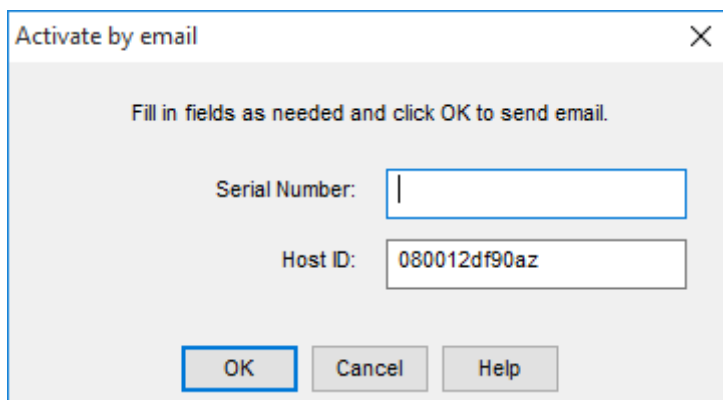 Activate by email
Fill in fields as needed and click OK to send email.
Serial Number:
Host ID: 080012df90az
OK Cancel Help